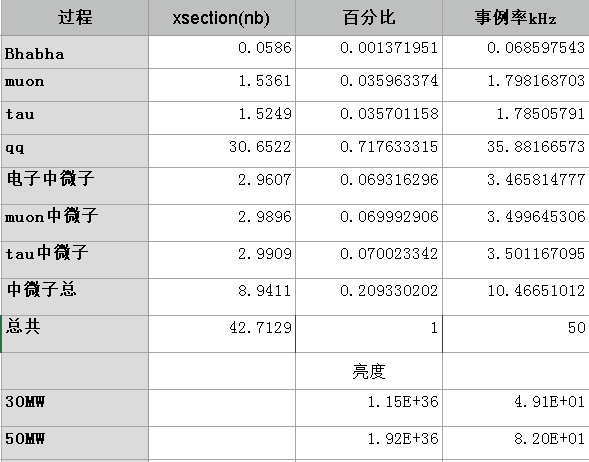 过程 xsection(nb) 百分比 事例率kHz
Bhabha 0.0586 0.001371951 0.068597543
muon 1.5361 0.035963374 1.798168703
tau 1.5249 0.035701158 1.78505791
qq 30.6522 0.717633315 35.88166573
电子中微子 2.9607 0.069316296 3.465814777
muon中微子 2.9896 0.069992906 3.499645306
tau中微子 2.9909 0.070023342 3.501167095
中微子总 8.9411 0.209330202 10.46651012
总共 42.7129 1 50
亮度
30MW 1.15E+36 4.91E+01
50MW 1.92E+36 8.20E+01